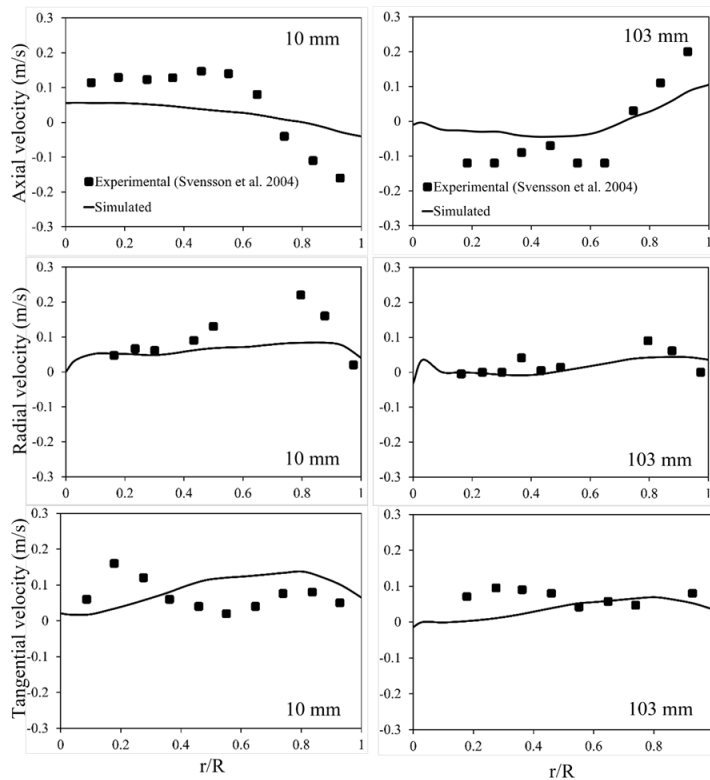 0.3
0.2
0.1
0
-0.1
-0.2
-0.3
0 0.2 0.4 0.6 0.8 1
Axial velocity (m/s)
10 mm
Experimental (Svensson et al. 2004)
Simulated
0.3
0.2
0.1
0
-0.1
-0.2
-0.3
0 0.2 0.4 0.6 0.8 1
103 mm
Experimental (Svensson et al. 2004)
Simulated
0.3
0.2
0.1
0
-0.1
-0.2
-0.3
0 0.2 0.4 0.6 0.8 1
Radial velocity (m/s)
10 mm
0.3
0.2
0.1
0
-0.1
-0.2
-0.3
0 0.2 0.4 0.6 0.8 1
103 mm
0.3
0.2
0.1
0
-0.1
-0.2
-0.3
0 0.2 0.4 0.6 0.8 1
Tangential velocity (m/s)
10 mm
r/R
0.3
0.2
0.1
0
-0.1
-0.2
-0.3
0 0.2 0.4 0.6 0.8 1
103 mm
r/R